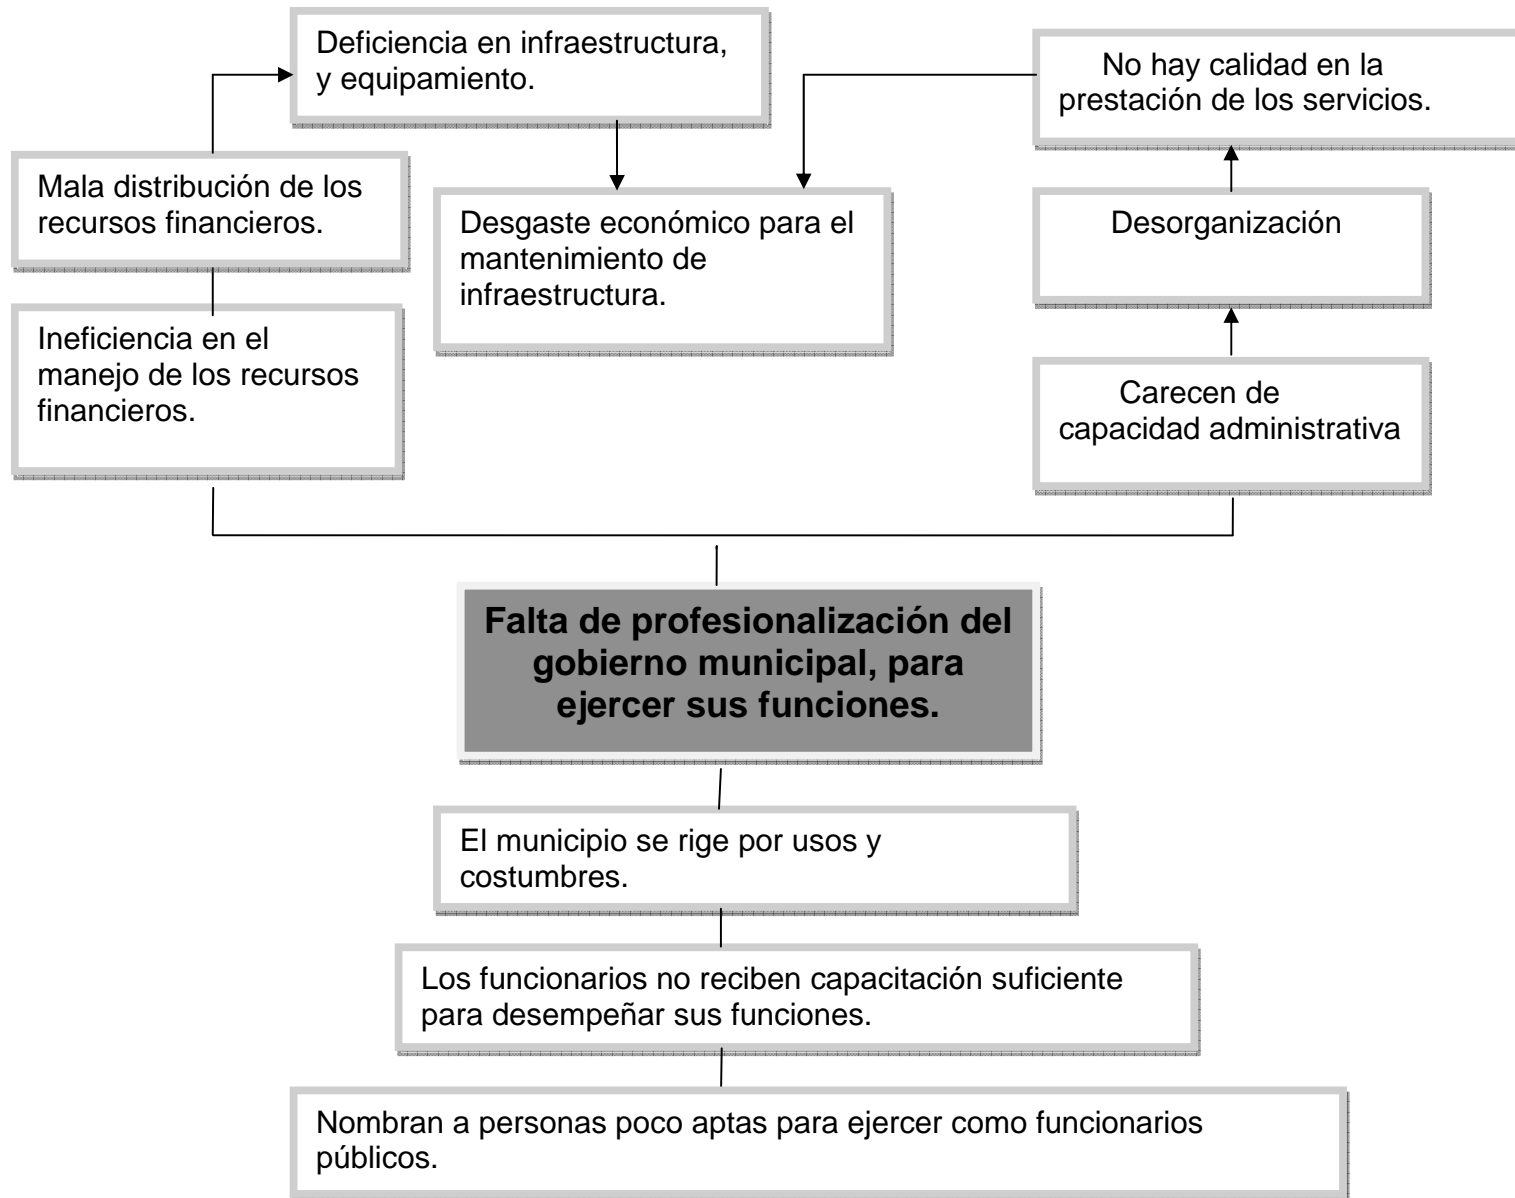 Deficiencia en infraestructura,
y equipamiento.
No hay calidad en la
prestación de los servicios.
Mala distribución de los
recursos financieros.
Desgaste económico para el
mantenimiento de
infraestructura.
Desorganización
Ineficiencia en el
manejo de los recursos
financieros.
Carecen de
capacidad administrativa
Falta de profesionalización del
gobierno municipal, para
ejercer sus funciones.
El municipio se rige por usos y
costumbres.
Los funcionarios no reciben capacitación suficiente
para desempeñar sus funciones.
Nombran a personas poco aptas para ejercer como funcionarios
públicos.